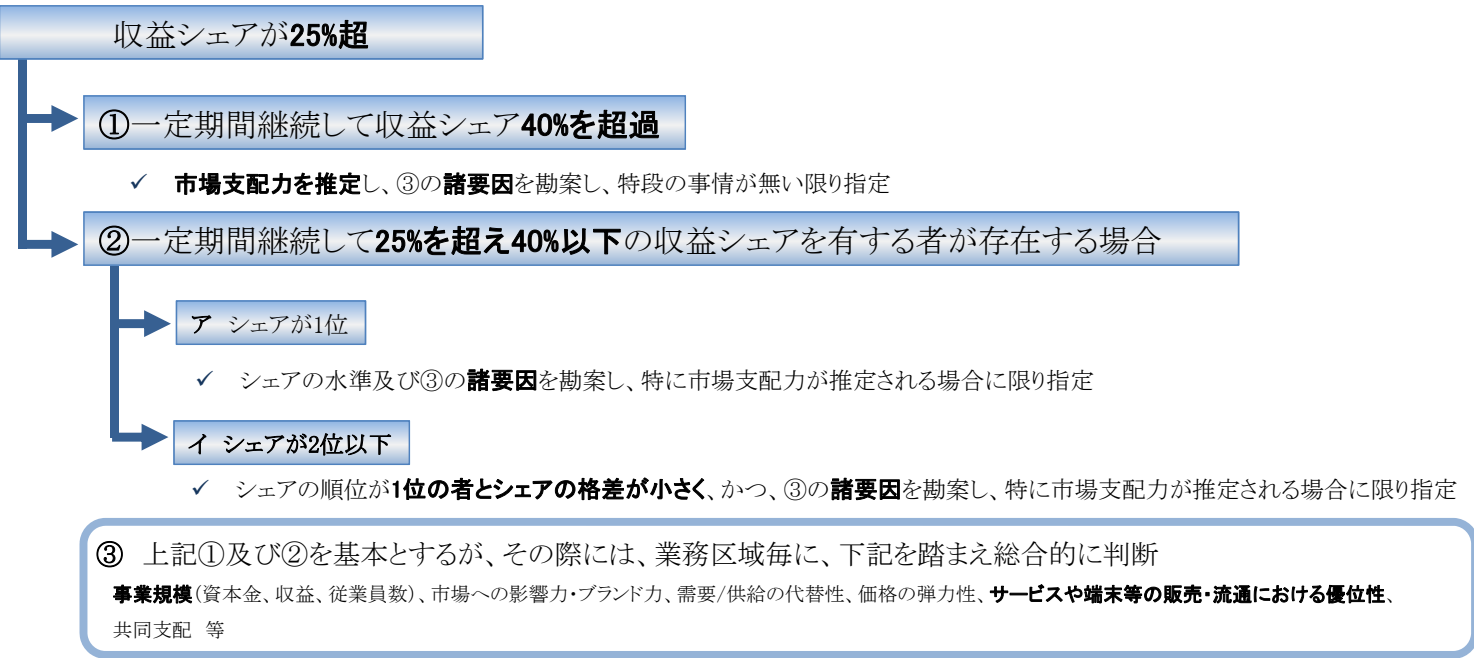 収益シェアが25%超
①一定期間継続して収益シェア40%を超過
✓ 市場支配力を推定し、③の諸要因を勘案し、特段の事情が無い限り指定
②一定期間継続して25%を超え40%以下の収益シェアを有する者が存在する場合
ア シェアが1位
✓ シェアの水準及び③の諸要因を勘案し、特に市場支配力が推定される場合に限り指定
イ シェアが2位以下
✓ シェアの順位が1位の者とシェアの格差が小さく、かつ、③の諸要因を勘案し、特に市場支配力が推定される場合に限り指定
③ 上記①及び②を基本とするが、その際には、業務区域毎に、下記を踏まえ総合的に判断
事業規模(資本金、収益、従業員数)、市場への影響力・ブランド力、需要/供給の代替性、価格の弾力性、サービスや端末等の販売・流通における優位性、
共同支配 等